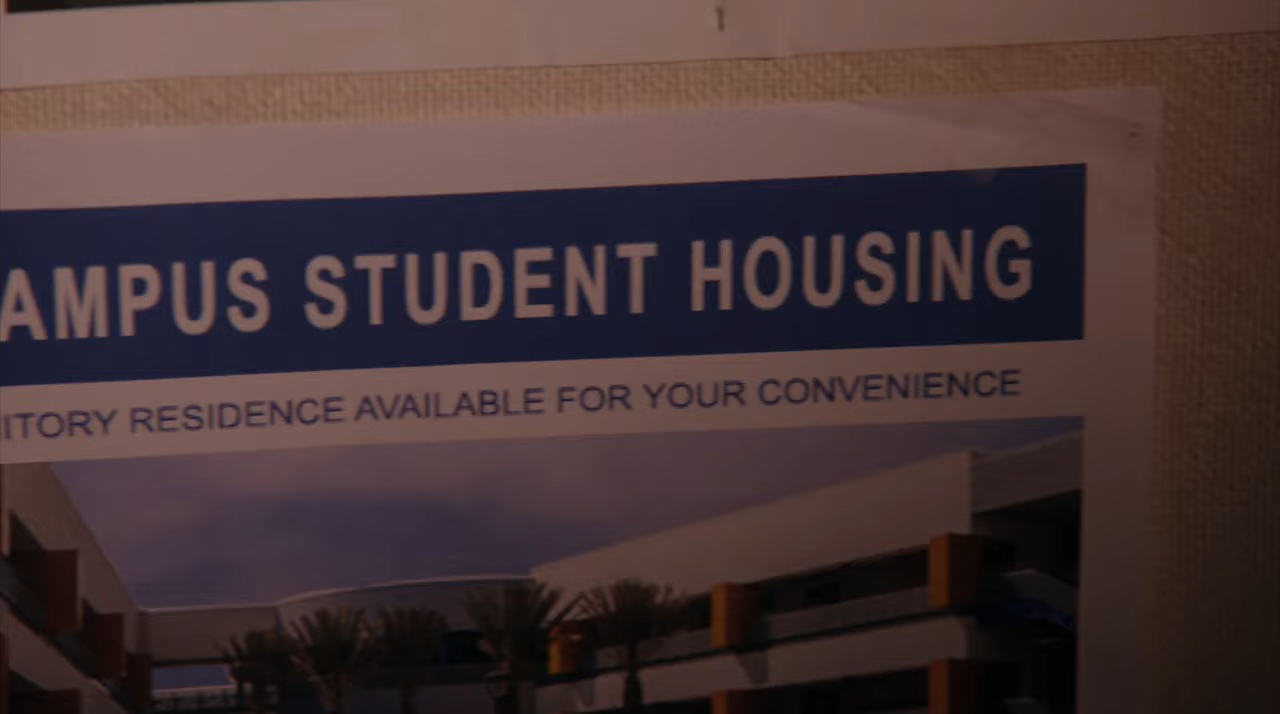 AMPUS STUDENT HOUSING
ITORY RESIDENCE AVAILABLE FOR YOUR CONVENIENCE